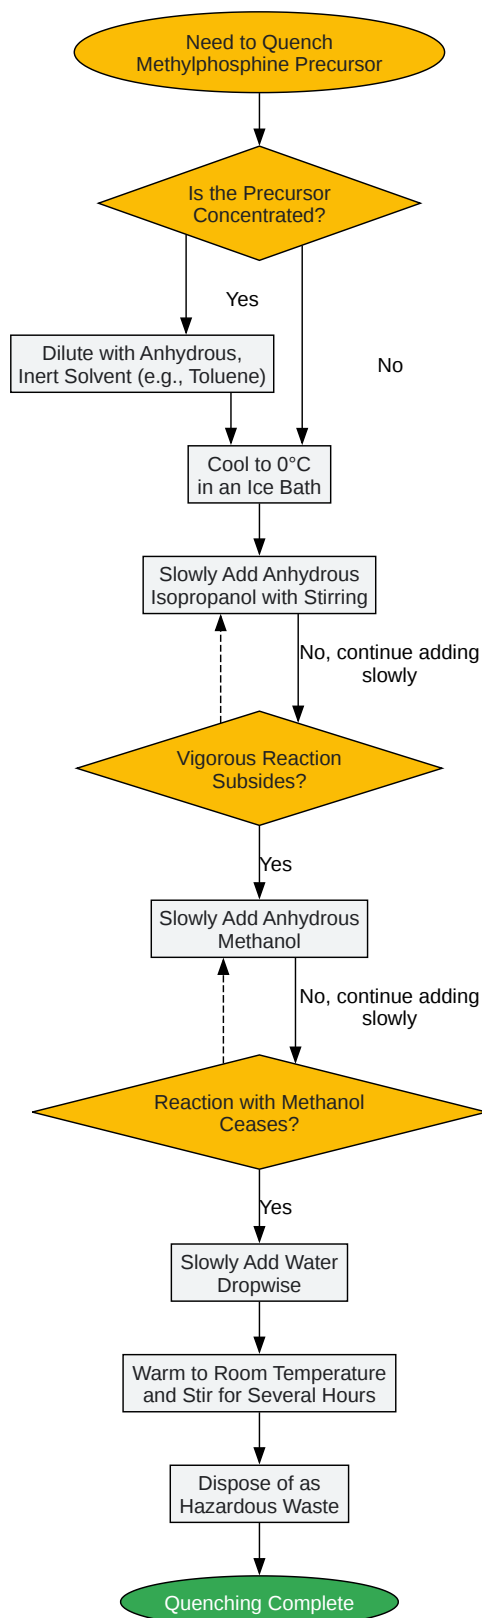 Need to Quench
Methylphosphine Precursor
Is the Precursor
Concentrated?
Yes
Dilute with Anhydrous,
Inert Solvent (e.g., Toluene)
No
Cool to 0°C
in an Ice Bath
Slowly Add Anhydrous
Isopropanol with Stirring
No, continue adding
slowly
Vigorous Reaction
Subsides?
Yes
Slowly Add Anhydrous
Methanol
No, continue adding
slowly
Reaction with Methanol
Ceases?
Yes
Slowly Add Water
Dropwise
Warm to Room Temperature
and Stir for Several Hours
Dispose of as
Hazardous Waste
Quenching Complete